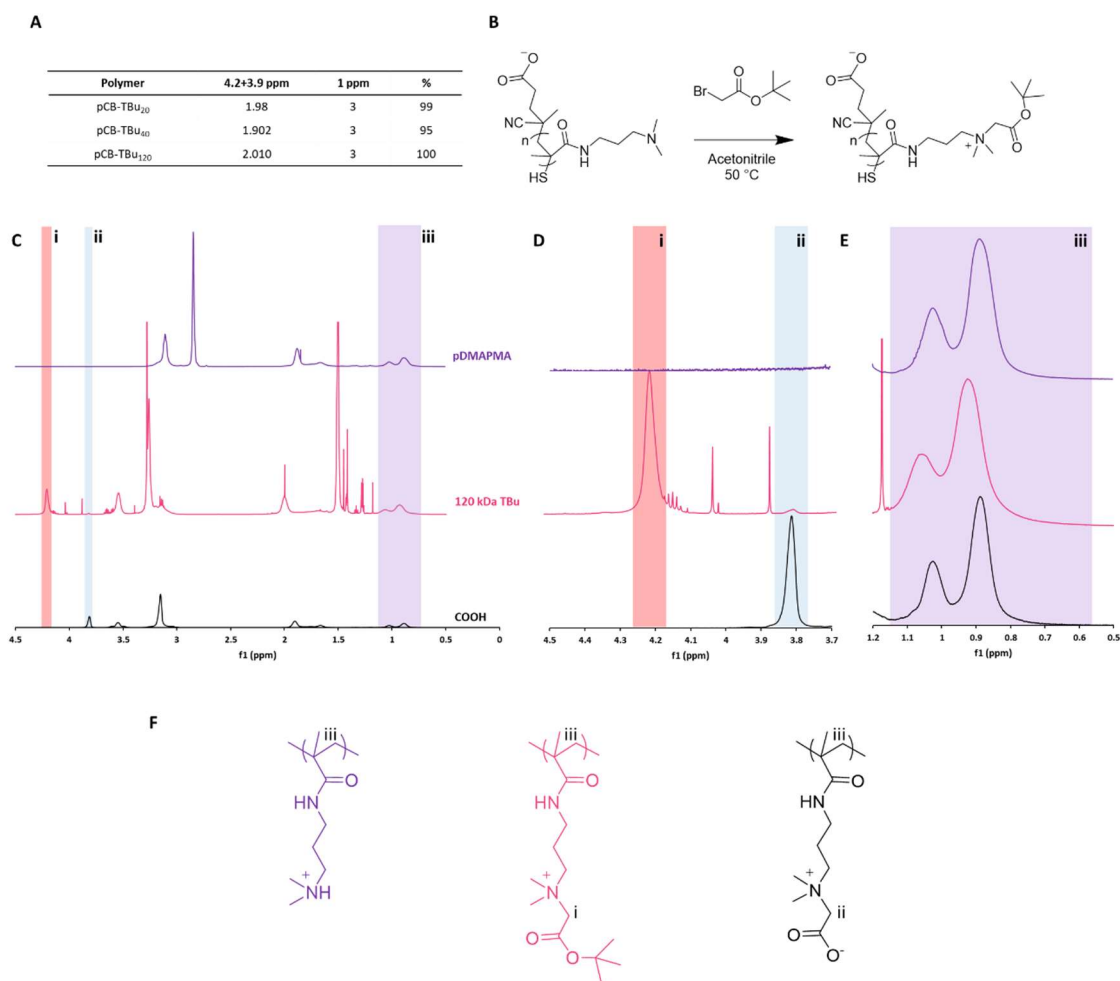 A
Polymer 4.2+3.9 ppm 1 ppm %
pCB-TBu₂₀ 1.98 3 99
pCB-TBu₄₀ 1.902 3 95
pCB-TBu₁₂₀ 2.010 3 100
B
O⁻
O
NC
n
O
N
H
N
HS
Br
O
O
Acetonitrile
50 °C
O⁻
O
NC
n
O
N
H
N
+
O
O
HS
C
i
ii
iii
pDMAPMA
120 kDa TBu
COOH
4.5 4 3.5 3 2.5 2 1.5 1 0.5 0
f1 (ppm)
D
i
ii
4.5 4.4 4.3 4.2 4.1 4 3.9 3.8 3.7
f1 (ppm)
E
iii
1.2 1.1 1 0.9 0.8 0.7 0.6 0.5
f1 (ppm)
F
iii
O
HN
+
NH
iii
O
HN
+
N
i
O
O
iii
O
HN
+
N
ii
O
O⁻